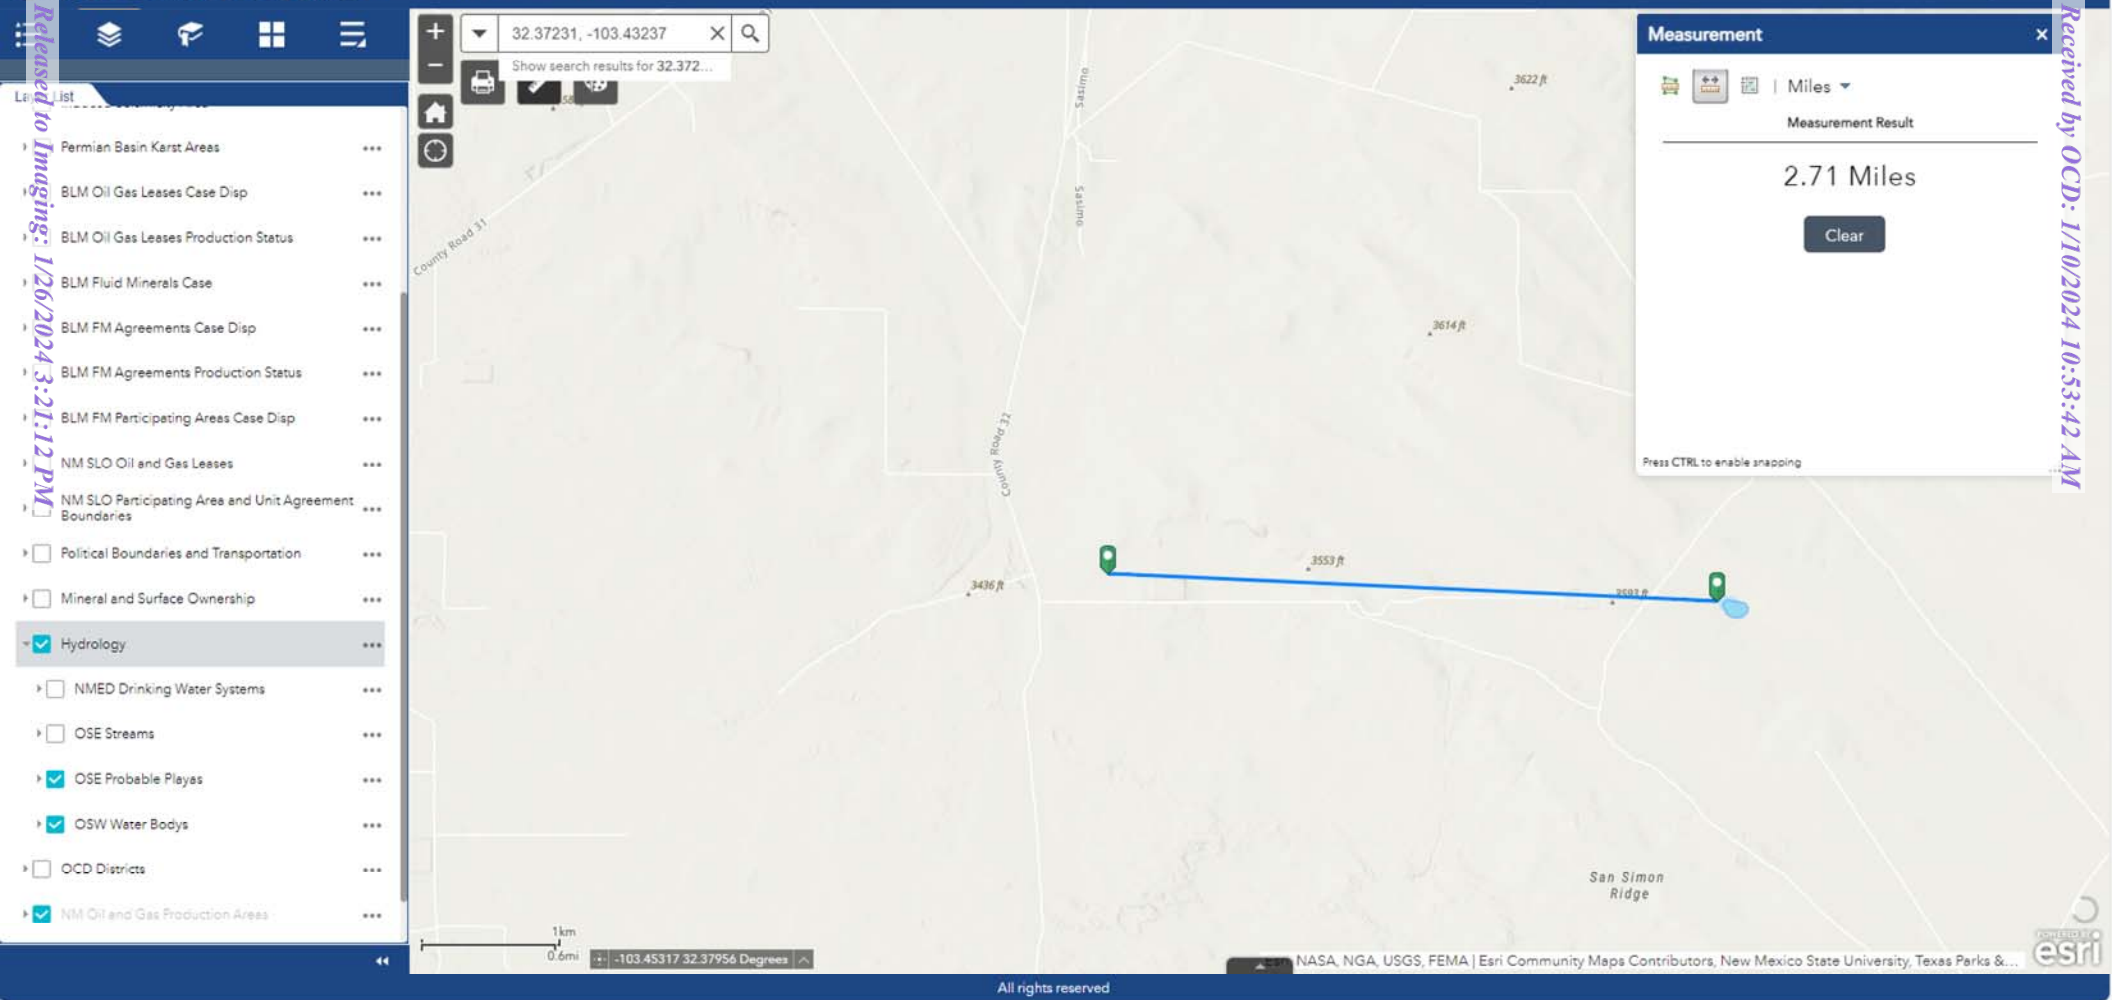 Released to Imaging: 1/26/2024 3:21:12 PM
Received by OCD: 1/10/2024 10:53:42 AM
List
Permian Basin Karst Areas
BLM Oil Gas Leases Case Disp
BLM Oil Gas Leases Production Status
BLM Fluid Minerals Case
BLM FM Agreements Case Disp
BLM FM Agreements Production Status
BLM FM Participating Areas Case Disp
NM SLO Oil and Gas Leases
NM SLO Participating Area and Unit Agreement
Boundaries
Political Boundaries and Transportation
Mineral and Surface Ownership
Hydrology
NMED Drinking Water Systems
OSE Streams
OSE Probable Playas
OSW Water Bodys
OCD Districts
NM Oil and Gas Production Areas
+
−
32.37231, -103.43237
Show search results for 32.372...
Sasimo
Sasimo
County Road 31
County Road 32
3622 ft
3614 ft
3553 ft
3436 ft
3593 ft
San Simon
Ridge
Measurement
Miles
Measurement Result
2.71 Miles
Clear
Press CTRL to enable snapping
1km
0.6mi
-103.45317 32.37956 Degrees
NASA, NGA, USGS, FEMA | Esri Community Maps Contributors, New Mexico State University, Texas Parks &...
POWERED BY
esri
All rights reserved